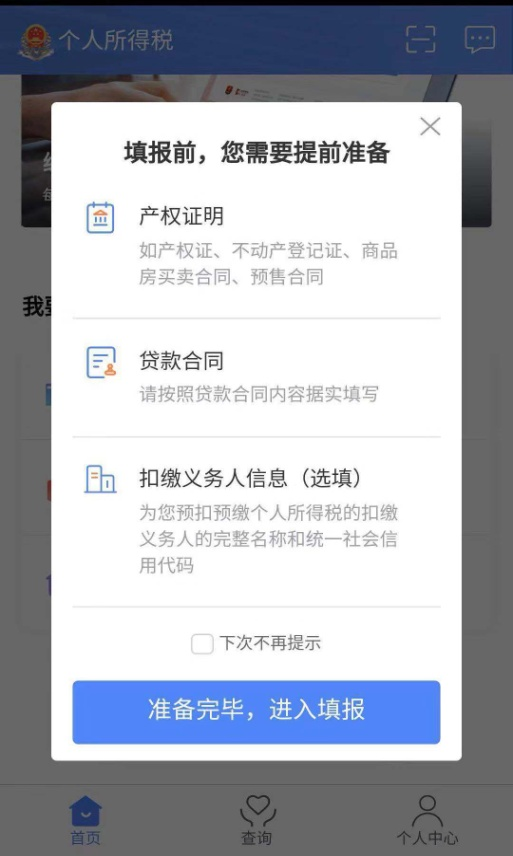 个人所得税
填报前，您需要提前准备
产权证明
如产权证、不动产登记证、商品
房买卖合同、预售合同
贷款合同
请按照贷款合同内容据实填写
扣缴义务人信息（选填）
为您预扣预缴个人所得税的扣缴
义务人的完整名称和统一社会信
用代码
下次不再提示
准备完毕，进入填报
首页
查询
个人中心